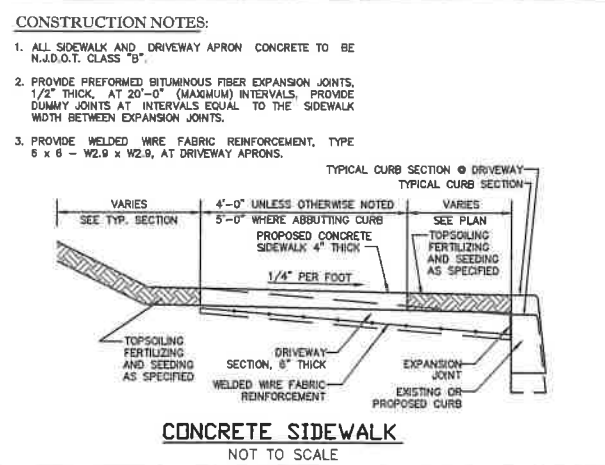 CONSTRUCTION NOTES:
1. ALL SIDEWALK AND DRIVEWAY APRON CONCRETE TO BE
N.J.D.O.T. CLASS "B".
2. PROVIDE PREFORMED BITUMINOUS FIBER EXPANSION JOINTS,
1/2" THICK, AT 20'-0" (MAXIMUM) INTERVALS, PROVIDE
DUMMY JOINTS AT INTERVALS EQUAL TO THE SIDEWALK
WIDTH BETWEEN EXPANSION JOINTS.
3. PROVIDE WELDED WIRE FABRIC REINFORCEMENT, TYPE
6 x 6 - W2.9 x W2.9, AT DRIVEWAY APRONS.
TYPICAL CURB SECTION @ DRIVEWAY
TYPICAL CURB SECTION
VARIES
SEE TYP. SECTION
4'-0" UNLESS OTHERWISE NOTED
5'-0" WHERE ABBUTTING CURB
VARIES
SEE PLAN
PROPOSED CONCRETE
SIDEWALK 4" THICK
TOPSOILING
FERTILIZING
AND SEEDING
AS SPECIFIED
1/4" PER FOOT
TOPSOILING
FERTILIZING
AND SEEDING
AS SPECIFIED
DRIVEWAY
SECTION, 6" THICK
WELDED WIRE FABRIC
REINFORCEMENT
EXPANSION
JOINT
EXISTING OR
PROPOSED CURB
CONCRETE SIDEWALK
NOT TO SCALE